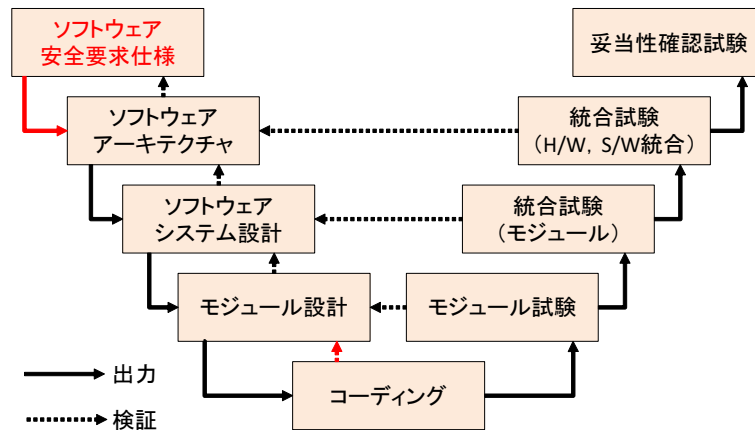 ソフトウェア
安全要求仕様
妥当性確認試験
ソフトウェア
アーキテクチャ
統合試験
(H/W, S/W統合)
ソフトウェア
システム設計
統合試験
(モジュール)
モジュール設計
モジュール試験
コーディング
出力
検証